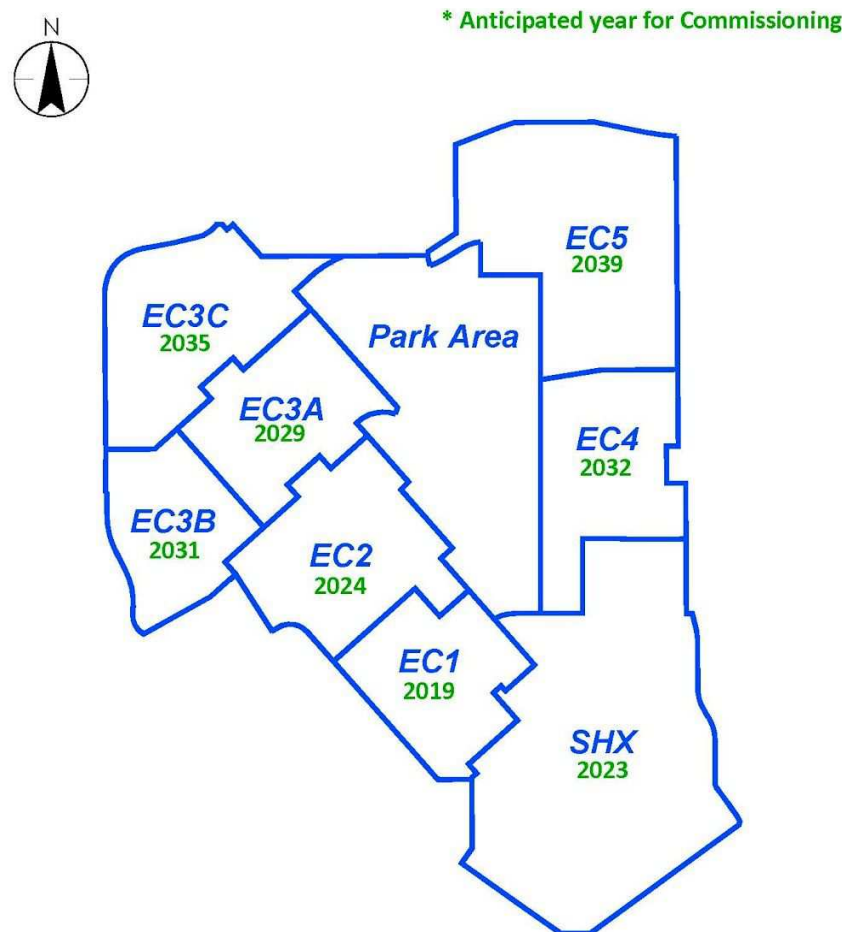 * Anticipated year for Commissioning
N
EC5
2039
EC3C
2035
Park Area
EC3A
2029
EC4
2032
EC3B
2031
EC2
2024
EC1
2019
SHX
2023